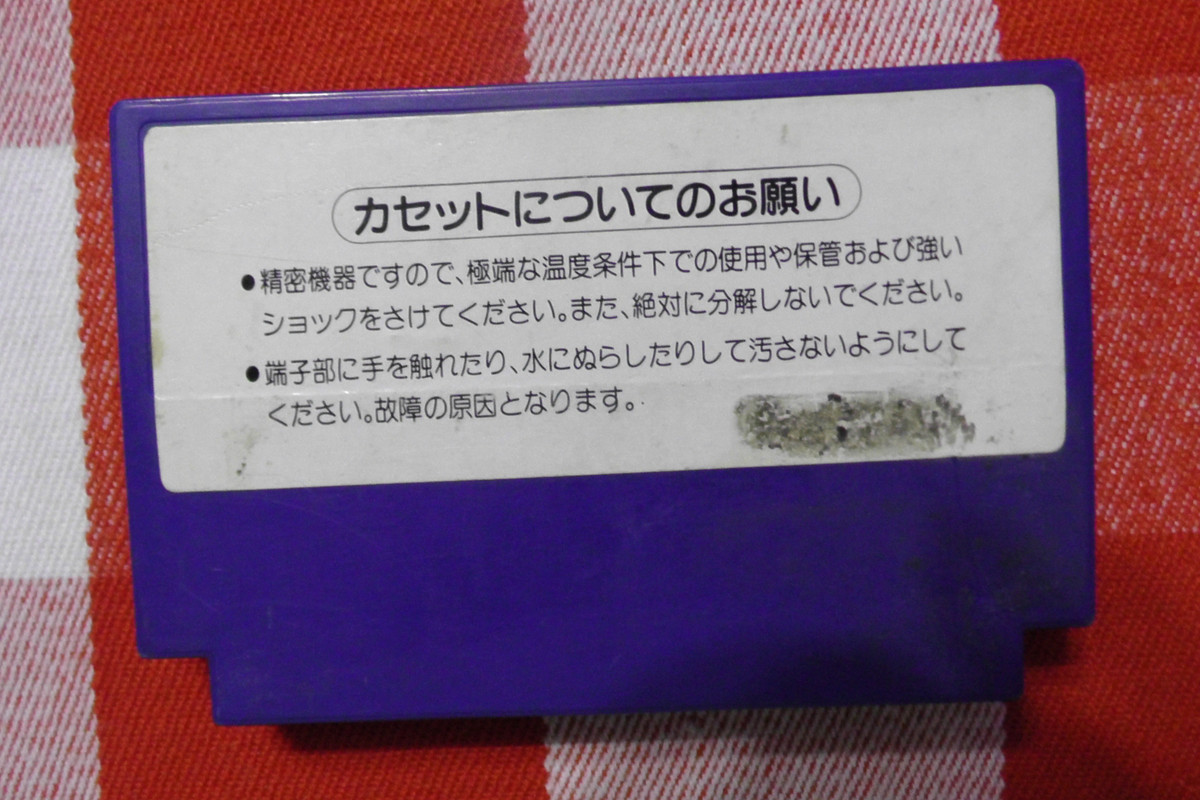 カセットについてのお願い
●精密機器ですので、極端な温度条件下での使用や保管および強い
ショックをさけてください。また、絶対に分解しないでください。
●端子部に手を触れたり、水にぬらしたりして汚さないようにして
ください。故障の原因となります。